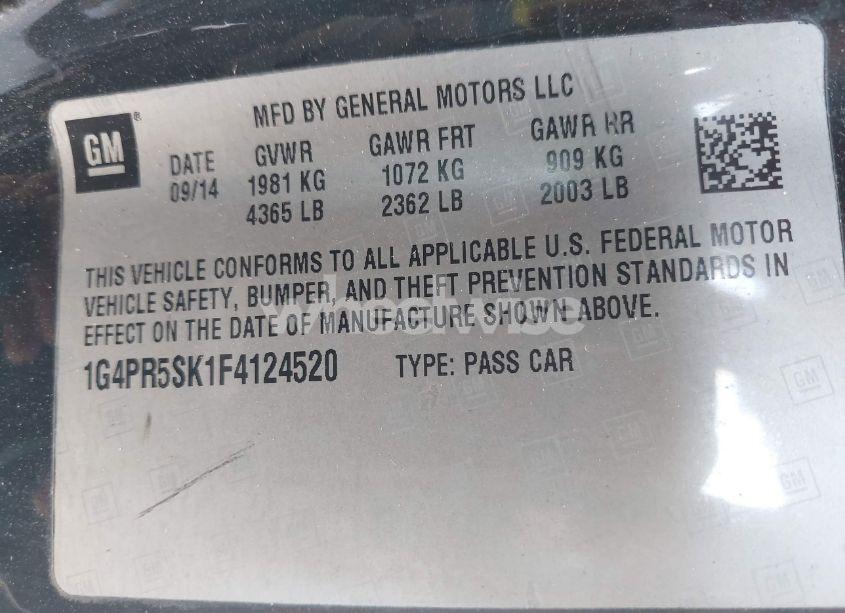 MFD BY GENERAL MOTORS LLC
GM
DATE GVWR GAWR FRT GAWR RR
09/14 1981 KG 1072 KG 909 KG
4365 LB 2362 LB 2003 LB
THIS VEHICLE CONFORMS TO ALL APPLICABLE U.S. FEDERAL MOTOR
VEHICLE SAFETY, BUMPER, AND THEFT PREVENTION STANDARDS IN
EFFECT ON THE DATE OF MANUFACTURE SHOWN ABOVE.
1G4PR5SK1F4124520 TYPE: PASS CAR